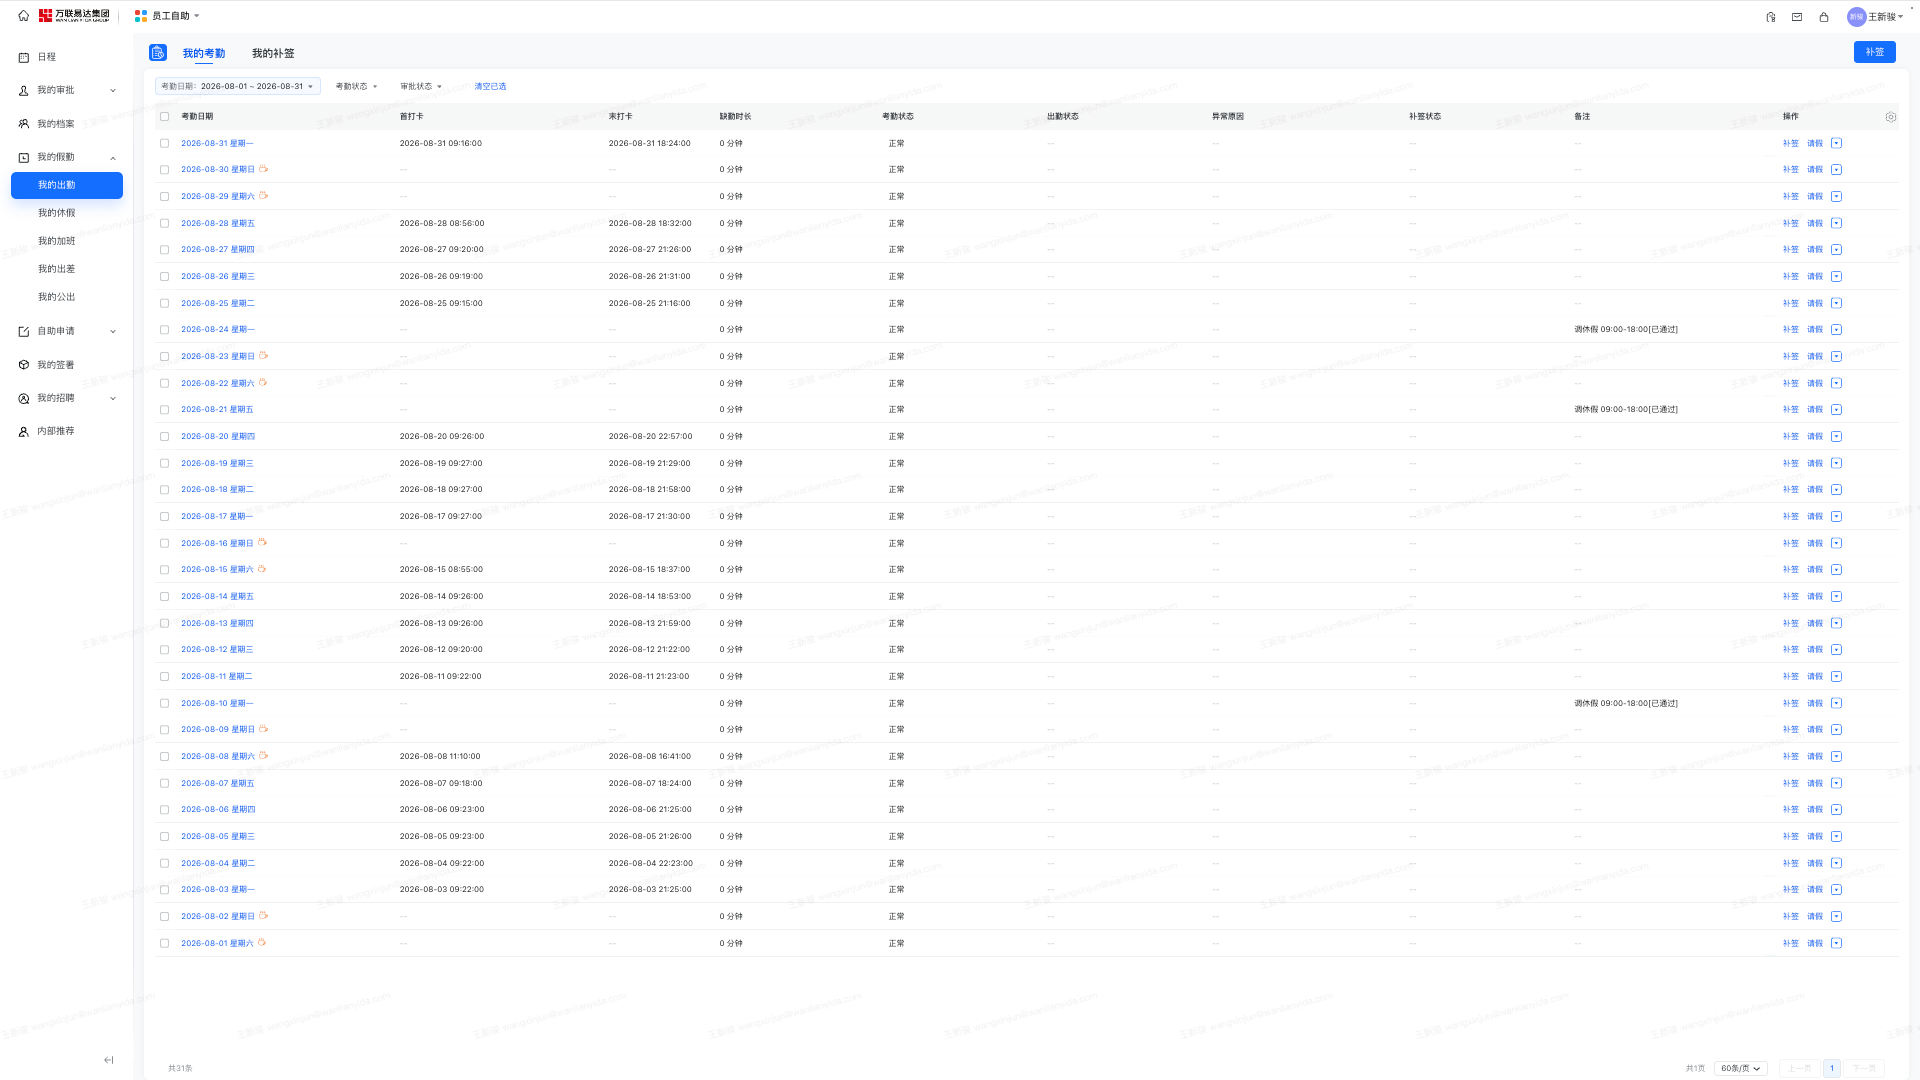 万联易达集团 员工自助 新骏 王新骏
WANLIANYIDA GROUP
日程
我的审批
我的档案
我的假勤
我的出勤
我的休假
我的加班
我的出差
我的公出
自助申请
我的签署
我的招聘
内部推荐
我的考勤 我的补签 补签
考勤日期: 2026-08-01 ~ 2026-08-31 考勤状态 审批状态 清空已选
考勤日期 首打卡 末打卡 缺勤时长 考勤状态 出勤状态 异常原因 补签状态 备注 操作
2026-08-31 星期一 2026-08-31 09:16:00 2026-08-31 18:24:00 0 分钟 正常 -- -- -- -- 补签 请假
2026-08-30 星期日 -- -- 0 分钟 正常 -- -- -- -- 补签 请假
2026-08-29 星期六 -- -- 0 分钟 正常 -- -- -- -- 补签 请假
2026-08-28 星期五 2026-08-28 08:56:00 2026-08-28 18:32:00 0 分钟 正常 -- -- -- -- 补签 请假
2026-08-27 星期四 2026-08-27 09:20:00 2026-08-27 21:26:00 0 分钟 正常 -- -- -- -- 补签 请假
2026-08-26 星期三 2026-08-26 09:19:00 2026-08-26 21:31:00 0 分钟 正常 -- -- -- -- 补签 请假
2026-08-25 星期二 2026-08-25 09:15:00 2026-08-25 21:16:00 0 分钟 正常 -- -- -- -- 补签 请假
2026-08-24 星期一 -- -- 0 分钟 正常 -- -- -- 调休假 09:00-18:00[已通过] 补签 请假
2026-08-23 星期日 -- -- 0 分钟 正常 -- -- -- -- 补签 请假
2026-08-22 星期六 -- -- 0 分钟 正常 -- -- -- -- 补签 请假
2026-08-21 星期五 -- -- 0 分钟 正常 -- -- -- 调休假 09:00-18:00[已通过] 补签 请假
2026-08-20 星期四 2026-08-20 09:26:00 2026-08-20 22:57:00 0 分钟 正常 -- -- -- -- 补签 请假
2026-08-19 星期三 2026-08-19 09:27:00 2026-08-19 21:29:00 0 分钟 正常 -- -- -- -- 补签 请假
2026-08-18 星期二 2026-08-18 09:27:00 2026-08-18 21:58:00 0 分钟 正常 -- -- -- -- 补签 请假
2026-08-17 星期一 2026-08-17 09:27:00 2026-08-17 21:30:00 0 分钟 正常 -- -- -- -- 补签 请假
2026-08-16 星期日 -- -- 0 分钟 正常 -- -- -- -- 补签 请假
2026-08-15 星期六 2026-08-15 08:55:00 2026-08-15 18:37:00 0 分钟 正常 -- -- -- -- 补签 请假
2026-08-14 星期五 2026-08-14 09:26:00 2026-08-14 18:53:00 0 分钟 正常 -- -- -- -- 补签 请假
2026-08-13 星期四 2026-08-13 09:26:00 2026-08-13 21:59:00 0 分钟 正常 -- -- -- -- 补签 请假
2026-08-12 星期三 2026-08-12 09:20:00 2026-08-12 21:22:00 0 分钟 正常 -- -- -- -- 补签 请假
2026-08-11 星期二 2026-08-11 09:22:00 2026-08-11 21:23:00 0 分钟 正常 -- -- -- -- 补签 请假
2026-08-10 星期一 -- -- 0 分钟 正常 -- -- -- 调休假 09:00-18:00[已通过] 补签 请假
2026-08-09 星期日 -- -- 0 分钟 正常 -- -- -- -- 补签 请假
2026-08-08 星期六 2026-08-08 11:10:00 2026-08-08 16:41:00 0 分钟 正常 -- -- -- -- 补签 请假
2026-08-07 星期五 2026-08-07 09:18:00 2026-08-07 18:24:00 0 分钟 正常 -- -- -- -- 补签 请假
2026-08-06 星期四 2026-08-06 09:23:00 2026-08-06 21:25:00 0 分钟 正常 -- -- -- -- 补签 请假
2026-08-05 星期三 2026-08-05 09:23:00 2026-08-05 21:26:00 0 分钟 正常 -- -- -- -- 补签 请假
2026-08-04 星期二 2026-08-04 09:22:00 2026-08-04 22:23:00 0 分钟 正常 -- -- -- -- 补签 请假
2026-08-03 星期一 2026-08-03 09:22:00 2026-08-03 21:25:00 0 分钟 正常 -- -- -- -- 补签 请假
2026-08-02 星期日 -- -- 0 分钟 正常 -- -- -- -- 补签 请假
2026-08-01 星期六 -- -- 0 分钟 正常 -- -- -- -- 补签 请假
王新骏 wangxinjun@wanlianyida.com
共31条 共1页 60条/页 上一页 1 下一页